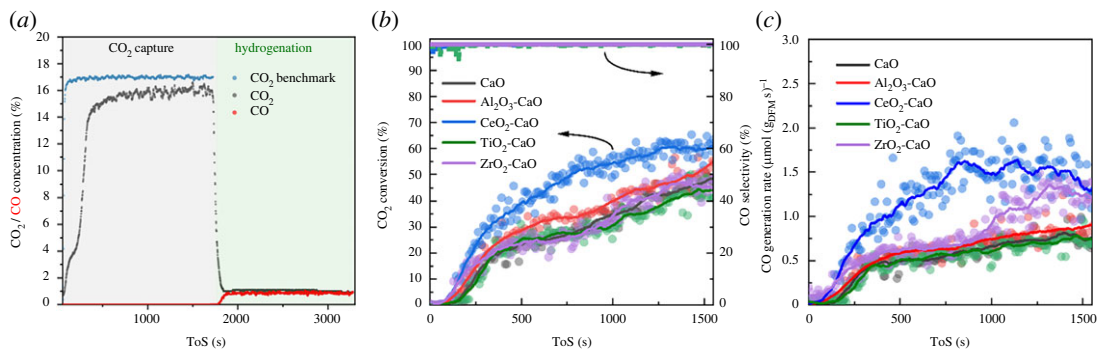 (a)
CO₂/ CO concentration (%)
20
18
16
14
12
10
8
6
4
2
0
CO₂ capture
hydrogenation
CO₂ benchmark
CO₂
CO
1000
2000
3000
ToS (s)
(b)
CO₂ conversion (%)
100
90
80
70
60
50
40
30
20
10
0
CaO
Al₂O₃-CaO
CeO₂-CaO
TiO₂-CaO
ZrO₂-CaO
100
80
60
40
20
0
CO selectivity (%)
0
500
1000
1500
ToS (s)
(c)
CO generation rate (μmol (g_DFM s)⁻¹
3.0
2.5
2.0
1.5
1.0
0.5
0
CaO
Al₂O₃-CaO
CeO₂-CaO
TiO₂-CaO
ZrO₂-CaO
0
500
1000
1500
ToS (s)